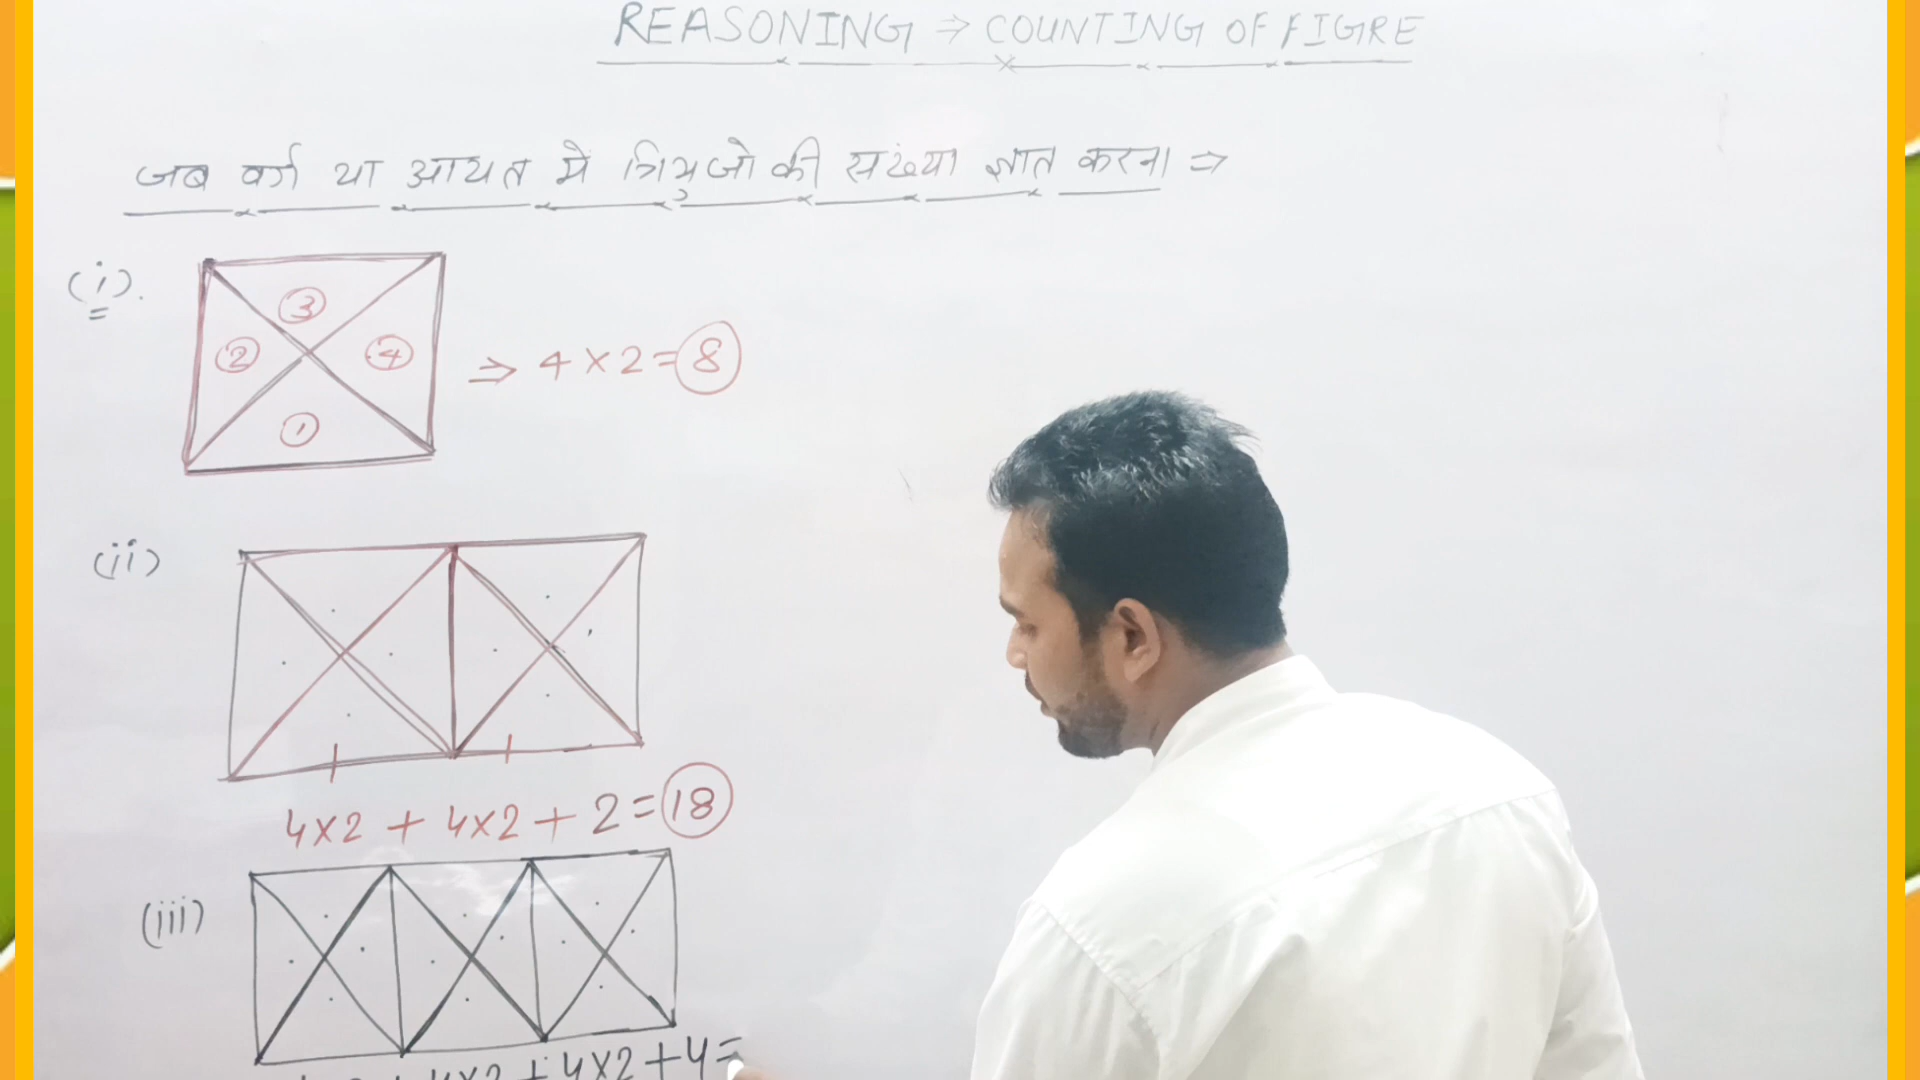 REASONING ⇒ COUNTING OF FIGRE
जब वर्ग या आयत मे त्रिभुजो की सख्ंया ज्ञात करना ⇒
(i).
3
2
4
1
⇒ 4 × 2 = 8
(ii)
4×2 + 4×2 + 2 = 18
(iii)
+ 4×2 + 4×2 + 4 =